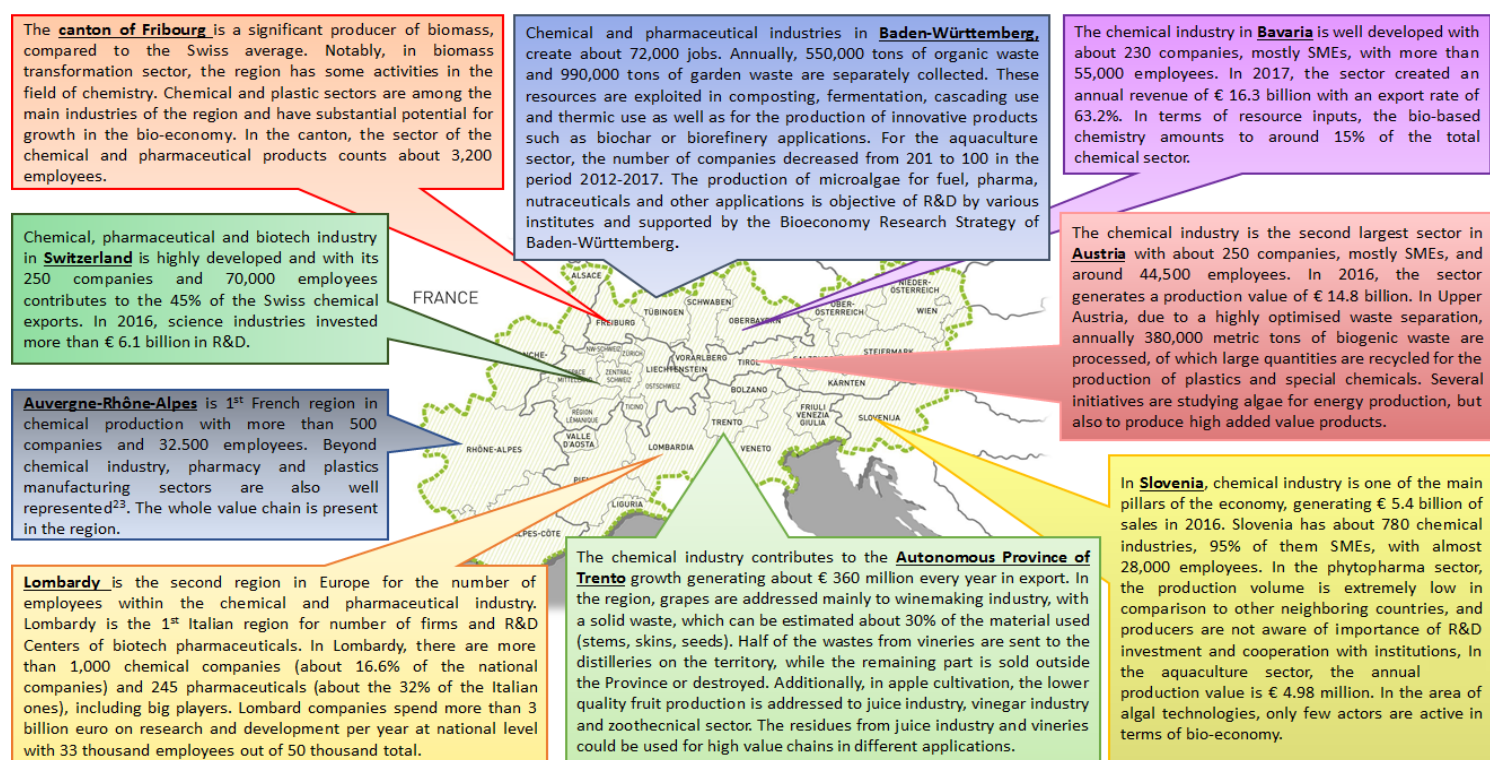 The canton of Fribourg is a significant producer of biomass,
compared to the Swiss average. Notably, in biomass
transformation sector, the region has some activities in the
field of chemistry. Chemical and plastic sectors are among the
main industries of the region and have substantial potential for
growth in the bio-economy. In the canton, the sector of the
chemical and pharmaceutical products counts about 3,200
employees.
Chemical and pharmaceutical industries in Baden-Württemberg,
create about 72,000 jobs. Annually, 550,000 tons of organic waste
and 990,000 tons of garden waste are separately collected. These
resources are exploited in composting, fermentation, cascading use
and thermic use as well as for the production of innovative products
such as biochar or biorefinery applications. For the aquaculture
sector, the number of companies decreased from 201 to 100 in the
period 2012-2017. The production of microalgae for fuel, pharma,
nutraceuticals and other applications is objective of R&D by various
institutes and supported by the Bioeconomy Research Strategy of
Baden-Württemberg.
The chemical industry in Bavaria is well developed with
about 230 companies, mostly SMEs, with more than
55,000 employees. In 2017, the sector created an
annual revenue of € 16.3 billion with an export rate of
63.2%. In terms of resource inputs, the bio-based
chemistry amounts to around 15% of the total
chemical sector.
Chemical, pharmaceutical and biotech industry
in Switzerland is highly developed and with its
250 companies and 70,000 employees
contributes to the 45% of the Swiss chemical
exports. In 2016, science industries invested
more than € 6.1 billion in R&D.
The chemical industry is the second largest sector in
Austria with about 250 companies, mostly SMEs, and
around 44,500 employees. In 2016, the sector
generates a production value of € 14.8 billion. In Upper
Austria, due to a highly optimised waste separation,
annually 380,000 metric tons of biogenic waste are
processed, of which large quantities are recycled for the
production of plastics and special chemicals. Several
initiatives are studying algae for energy production, but
also to produce high added value products.
FRANCE
ALSACE
FREIBURG
TÜBINGEN
SCHWABEN
OBERBAYERN
OBER-
ÖSTERREICH
NIEDER-
ÖSTERREICH
WIEN
NW-SCHWEIZ
ZÜRICH
ZENTRAL-
SCHWEIZ
OSTSCHWEIZ
VORARLBERG
LIECHTENSTEIN
TIROL
STEIERMARK
KÄRNTEN
BOLZANO
TICINO
RÉGION
LÉMANIQUE
VALLE
D'AOSTA
RHÔNE-ALPES
LOMBARDIA
TRENTO
VENETO
FRIULI
VENEZIA
GIULIA
SLOVENIJA
LIGURIA
Auvergne-Rhône-Alpes is 1st French region in
chemical production with more than 500
companies and 32.500 employees. Beyond
chemical industry, pharmacy and plastics
manufacturing sectors are also well
represented23. The whole value chain is present
in the region.
Lombardy is the second region in Europe for the number of
employees within the chemical and pharmaceutical industry.
Lombardy is the 1st Italian region for number of firms and R&D
Centers of biotech pharmaceuticals. In Lombardy, there are more
than 1,000 chemical companies (about 16.6% of the national
companies) and 245 pharmaceuticals (about the 32% of the Italian
ones), including big players. Lombard companies spend more than 3
billion euro on research and development per year at national level
with 33 thousand employees out of 50 thousand total.
The chemical industry contributes to the Autonomous Province of
Trento growth generating about € 360 million every year in export. In
the region, grapes are addressed mainly to winemaking industry, with
a solid waste, which can be estimated about 30% of the material used
(stems, skins, seeds). Half of the wastes from vineries are sent to the
distilleries on the territory, while the remaining part is sold outside
the Province or destroyed. Additionally, in apple cultivation, the lower
quality fruit production is addressed to juice industry, vinegar industry
and zoothecnical sector. The residues from juice industry and vineries
could be used for high value chains in different applications.
In Slovenia, chemical industry is one of the main
pillars of the economy, generating € 5.4 billion of
sales in 2016. Slovenia has about 780 chemical
industries, 95% of them SMEs, with almost
28,000 employees. In the phytopharma sector,
the production volume is extremely low in
comparison to other neighboring countries, and
producers are not aware of importance of R&D
investment and cooperation with institutions, In
the aquaculture sector, the annual
production value is € 4.98 million. In the area of
algal technologies, only few actors are active in
terms of bio-economy.